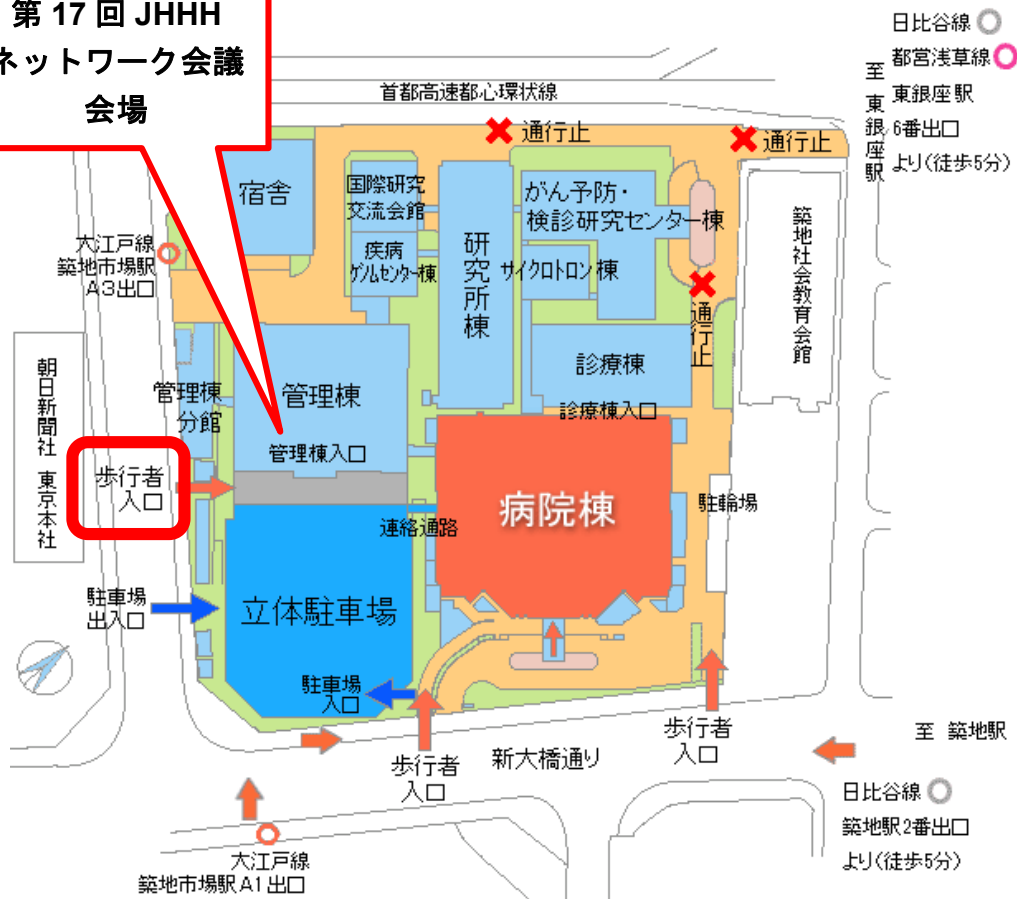 第 17 回 JHHH
ネットワーク会議
会場
首都高速都心環状線
日比谷線
都営浅草線
至 東銀座駅
東銀座駅
6番出口
より(徒歩5分)
通行止
通行止
宿舎
国際研究
交流会館
疾病
ゲノムセンター棟
研究所棟
がん予防・
検診研究センター棟
サイクロトロン棟
通行止
築地社会教育会館
大江戸線
築地市場駅
A3出口
朝日新聞社 東京本社
管理棟
分館
管理棟
管理棟入口
診療棟
診療棟入口
歩行者
入口
連絡通路
病院棟
駐輪場
駐車場
出入口
立体駐車場
駐車場
入口
歩行者
入口
新大橋通り
歩行者
入口
至 築地駅
日比谷線
築地駅2番出口
より(徒歩5分)
大江戸線
築地市場駅A1出口